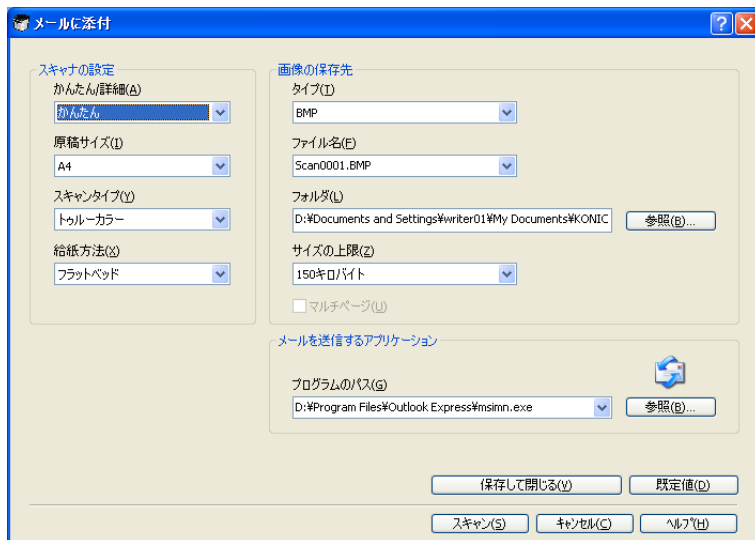 メールに添付
スキャナの設定
かんたん/詳細(A)
かんたん
原稿サイズ(I)
A4
スキャンタイプ(Y)
トゥルーカラー
給紙方法(X)
フラットベッド
画像の保存先
タイプ(T)
BMP
ファイル名(F)
Scan0001.BMP
フォルダ(L)
D:¥Documents and Settings¥writer01¥My Documents¥KONIC
参照(B)...
サイズの上限(Z)
150キロバイト
マルチページ(U)
メールを送信するアプリケーション
プログラムのパス(G)
D:¥Program Files¥Outlook Express¥msimn.exe
参照(B)...
保存して閉じる(V)
既定値(D)
スキャン(S)
キャンセル(C)
ヘルプ(H)